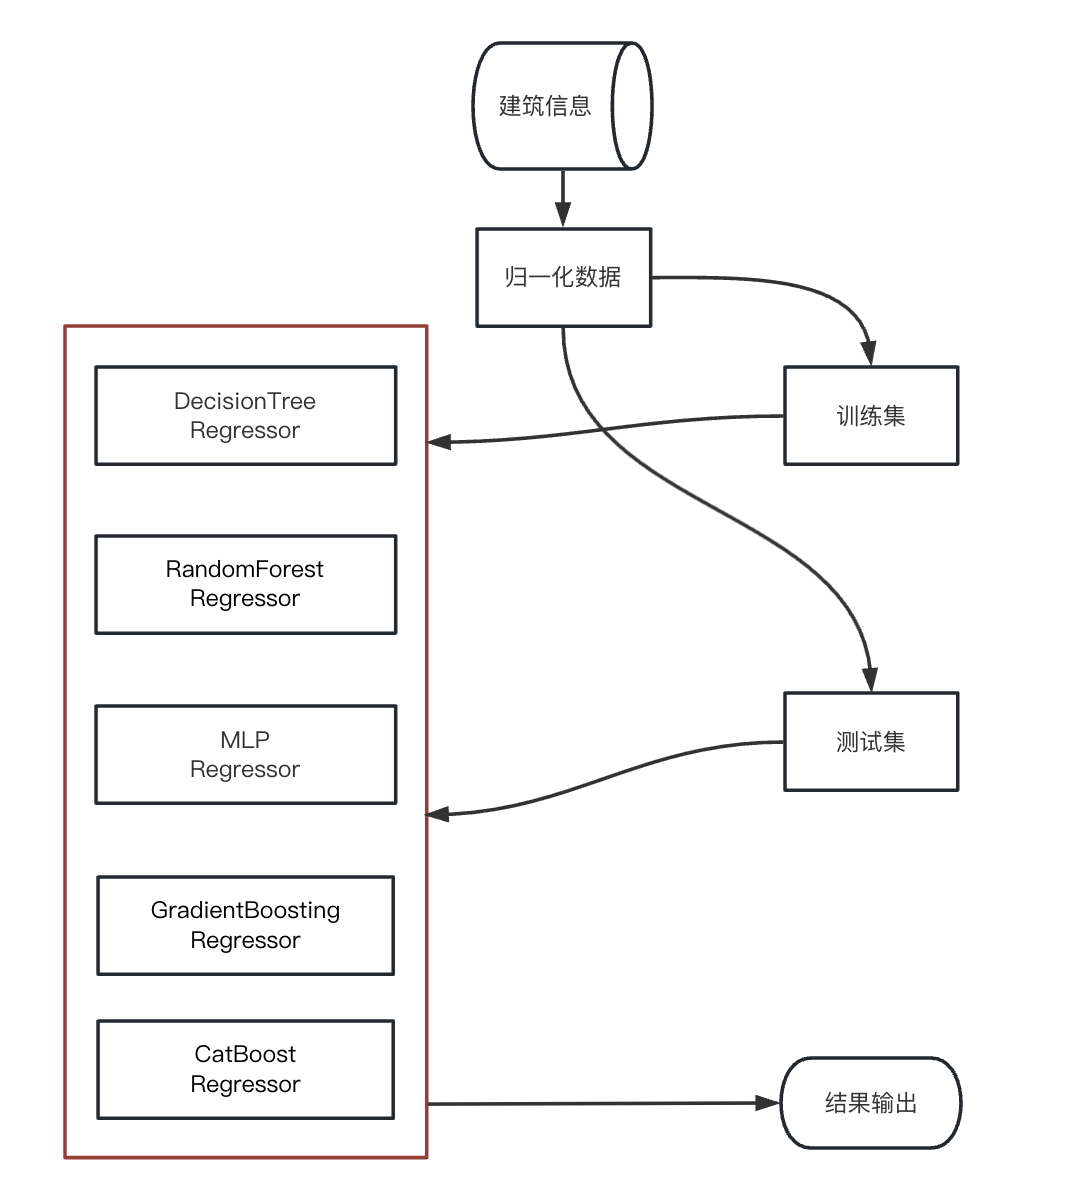 建筑信息
归一化数据
DecisionTree
Regressor
训练集
RandomForest
Regressor
MLP
Regressor
测试集
GradientBoosting
Regressor
CatBoost
Regressor
结果输出